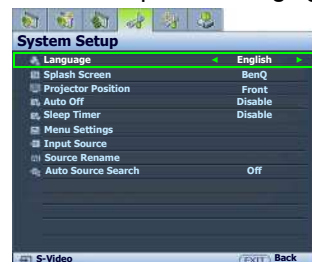 System Setup
Language English
Splash Screen BenQ
Projector Position Front
Auto Off Disable
Sleep Timer Disable
Menu Settings
Input Source
Source Rename
Auto Source Search Off
S-Video EXIT Back